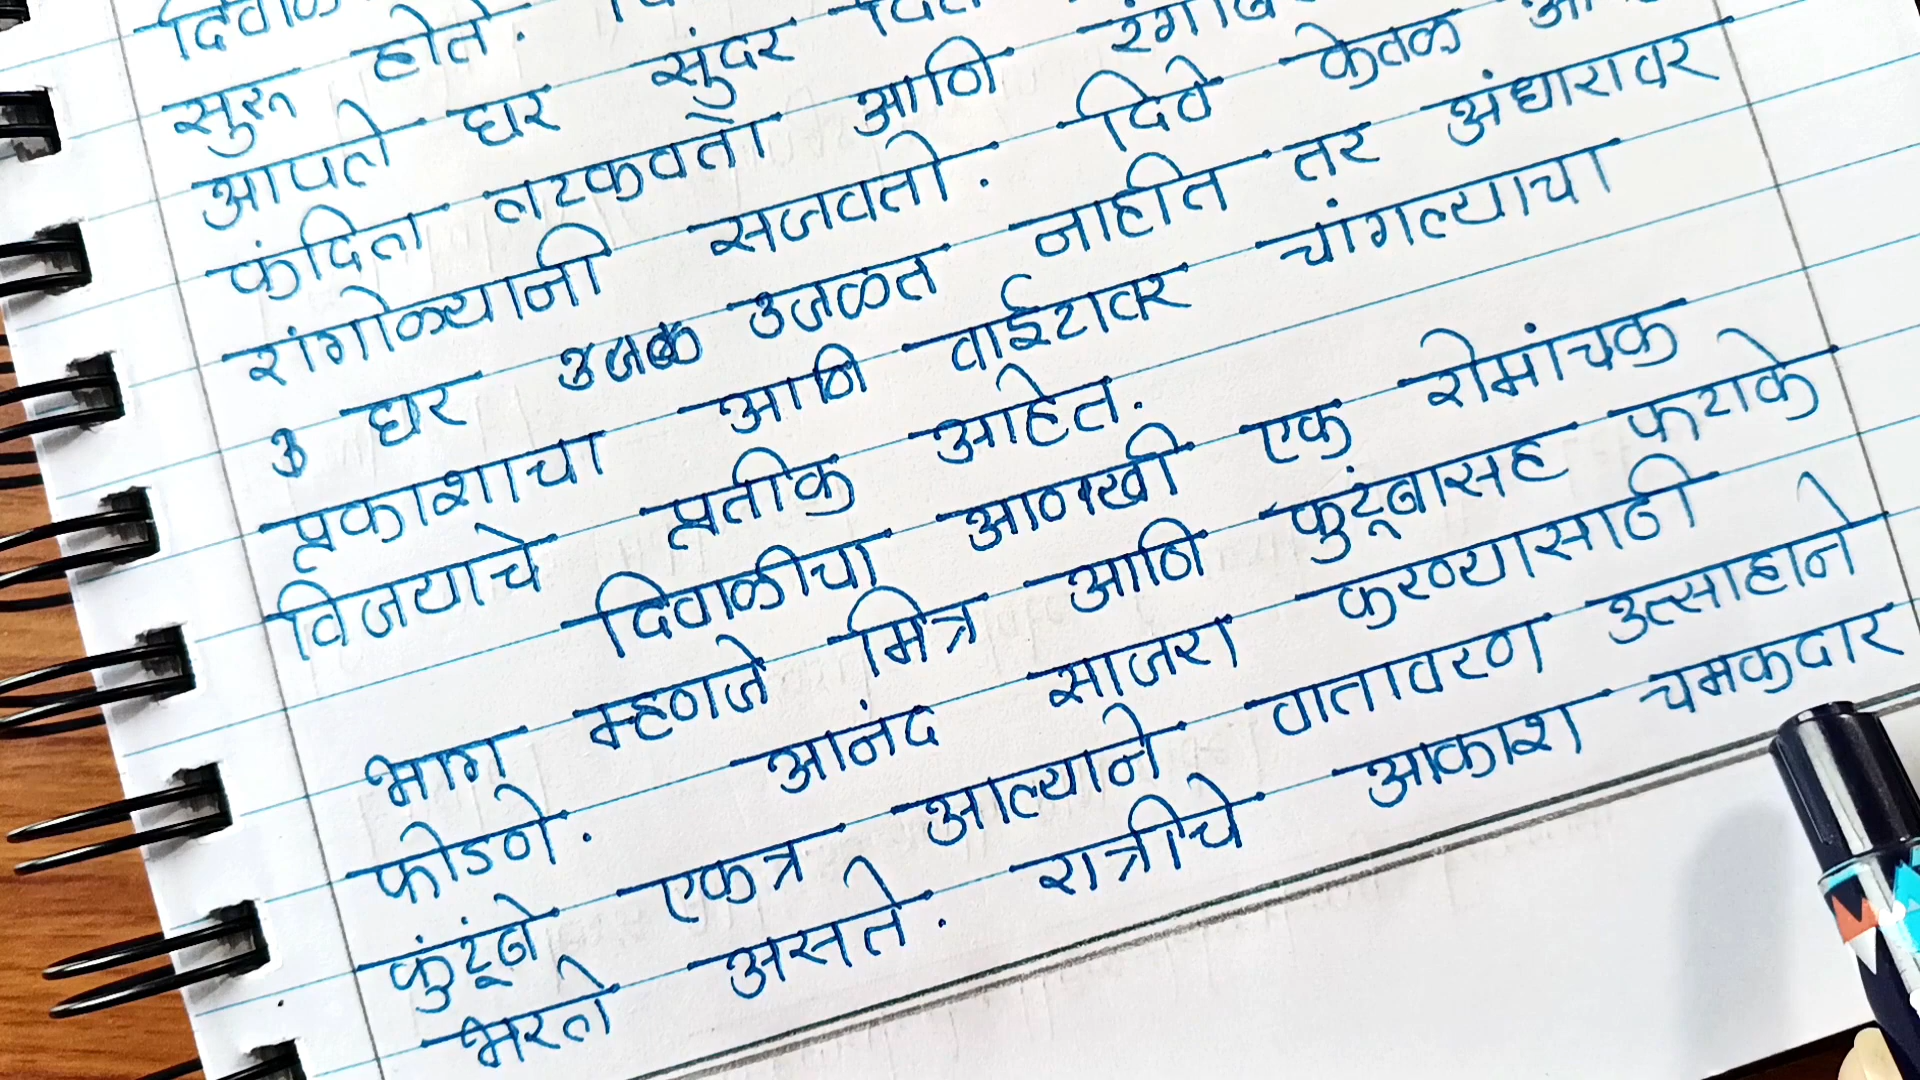 सुरू होते.
आपले घर सुंदर
कंदिल लटकवतो आणि
रांगोळ्यानी सजवतो. दिवे केवळ
घर उजळत नाहीत तर अंधारावर
प्रकाशाचा आणि वाईटावर चांगल्याचा
विजयाचे प्रतीक आहेत.
दिवाळीचा आणखी एक रोमांचक
भाग म्हणजे मित्र आणि कुटूंबासह फटाके
फोडणे. आनंद साजरा करण्यासाठी
कुंटूंबे एकत्र आल्याने वातावरण उत्साहाने
भरले असते. रात्रीचे आकाश चमकदार